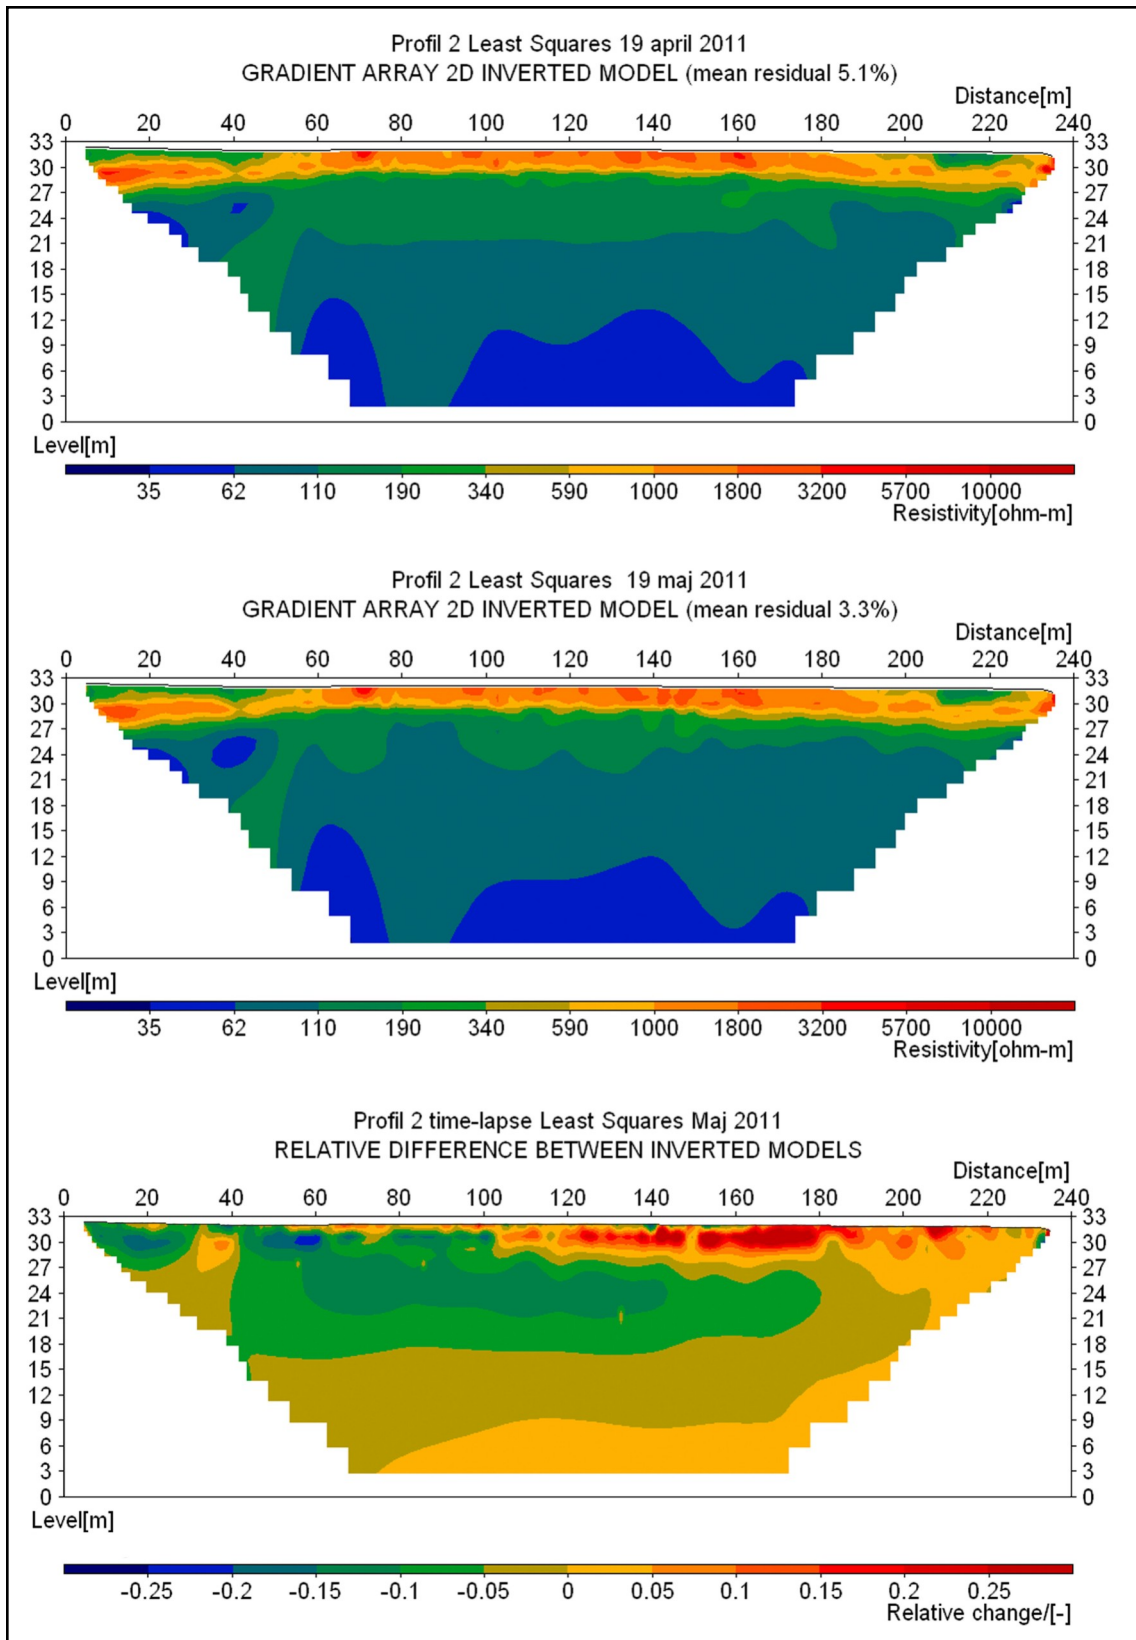 Profil 2 Least Squares 19 april 2011
GRADIENT ARRAY 2D INVERTED MODEL (mean residual 5.1%)
Distance[m]
0 20 40 60 80 100 120 140 160 180 200 220 240
33 33
30 30
27 27
24 24
21 21
18 18
15 15
12 12
9 9
6 6
3 3
0 0
Level[m]
35 62 110 190 340 590 1000 1800 3200 5700 10000
Resistivity[ohm-m]
Profil 2 Least Squares 19 maj 2011
GRADIENT ARRAY 2D INVERTED MODEL (mean residual 3.3%)
Distance[m]
0 20 40 60 80 100 120 140 160 180 200 220 240
33 33
30 30
27 27
24 24
21 21
18 18
15 15
12 12
9 9
6 6
3 3
0 0
Level[m]
35 62 110 190 340 590 1000 1800 3200 5700 10000
Resistivity[ohm-m]
Profil 2 time-lapse Least Squares Maj 2011
RELATIVE DIFFERENCE BETWEEN INVERTED MODELS
Distance[m]
0 20 40 60 80 100 120 140 160 180 200 220 240
33 33
30 30
27 27
24 24
21 21
18 18
15 15
12 12
9 9
6 6
3 3
0 0
Level[m]
-0.25 -0.2 -0.15 -0.1 -0.05 0 0.05 0.1 0.15 0.2 0.25
Relative change/[-]